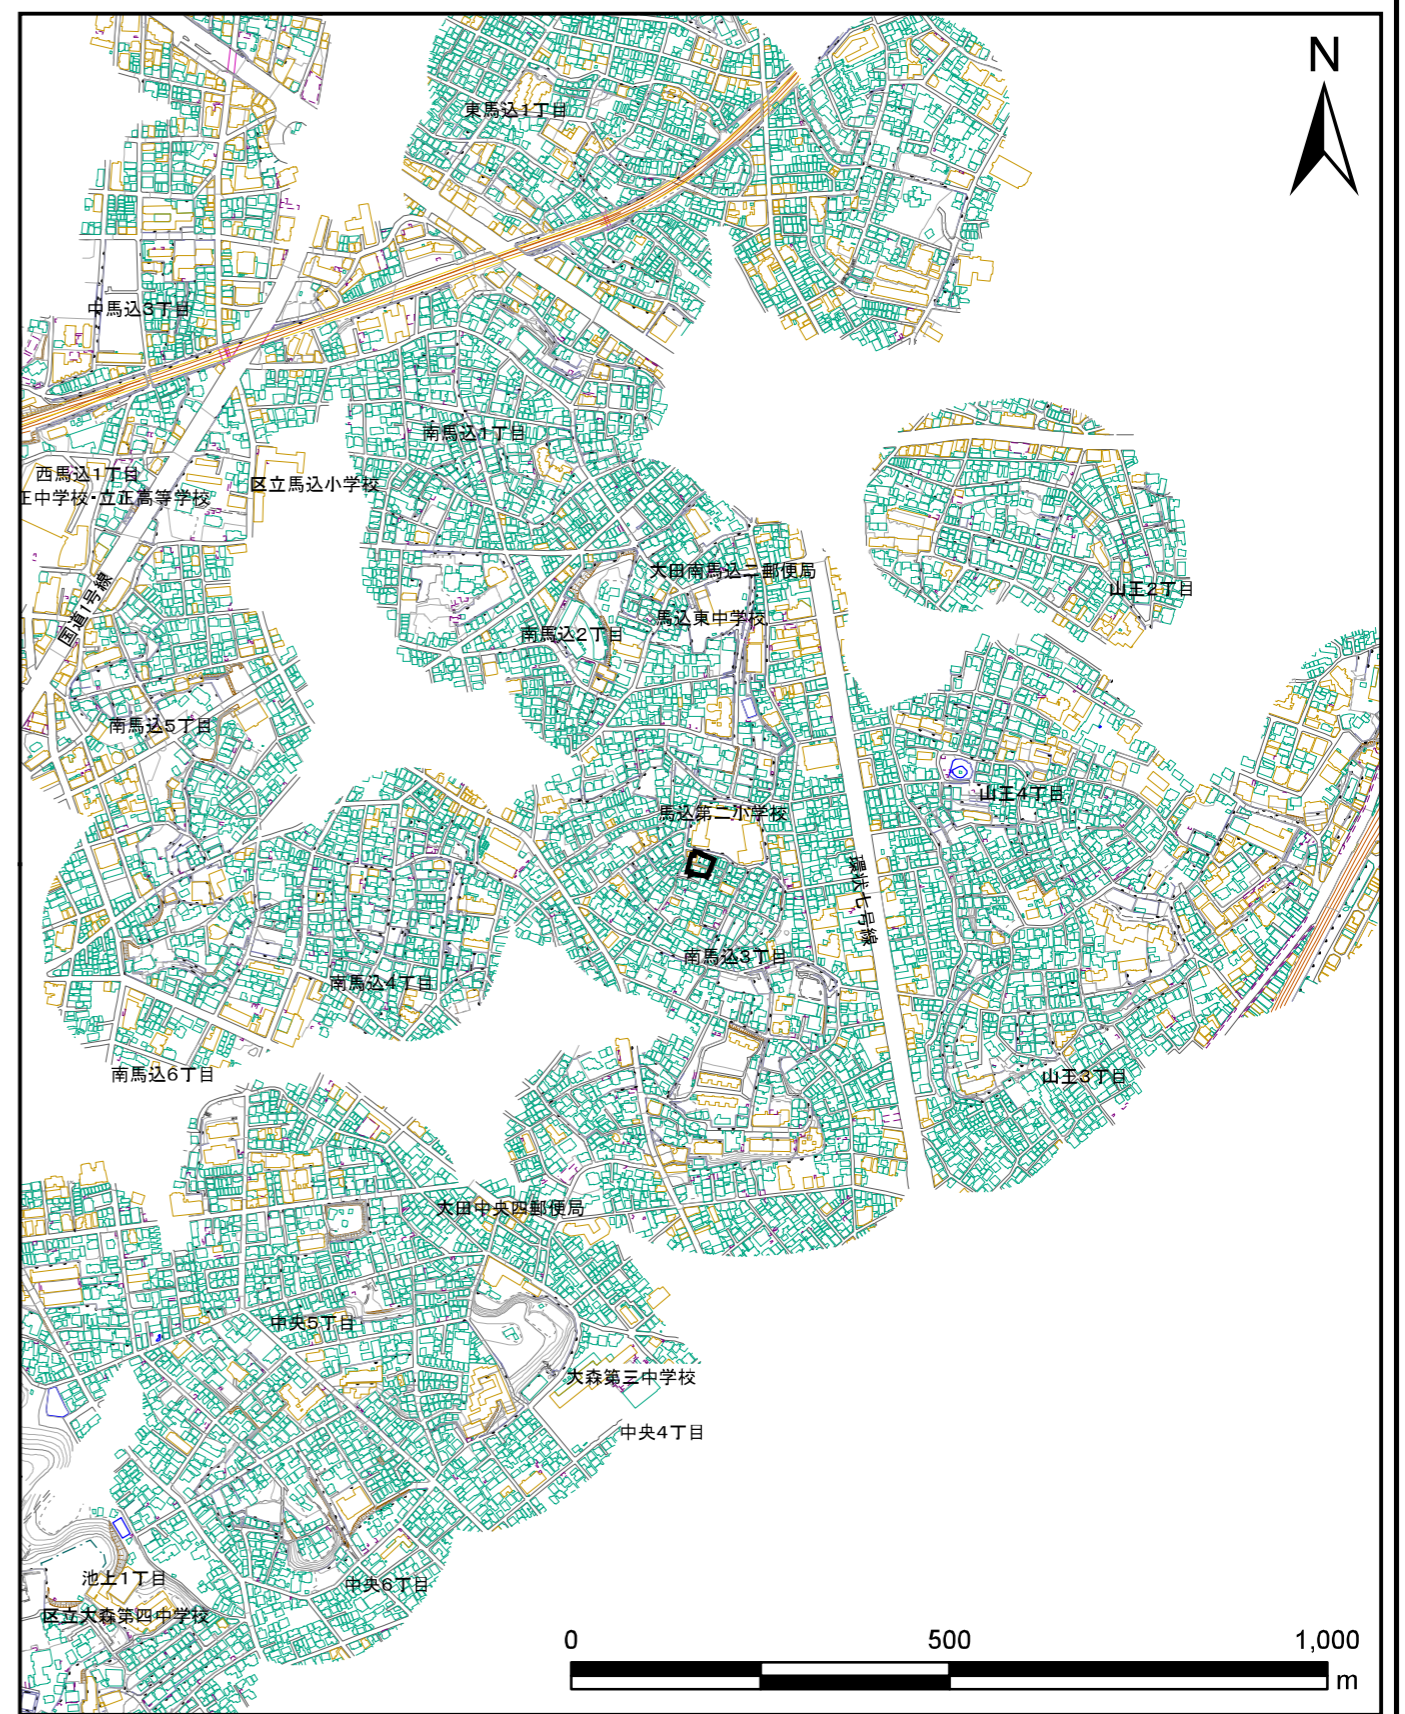 N
東馬込1丁目
中馬込3丁目
南馬込1丁目
西馬込1丁目
区立馬込小学校
正中学校・立正高等学校
大田南馬込二郵便局
国道1号線
山王2丁目
馬込東中学校
南馬込2丁目
南馬込5丁目
山王4丁目
馬込第二小学校
環状七号線
南馬込3丁目
南馬込4丁目
南馬込6丁目
山王3丁目
大田中央四郵便局
中央5丁目
大森第三中学校
中央4丁目
池上1丁目
中央6丁目
区立大森第四中学校
0 500 1,000
m